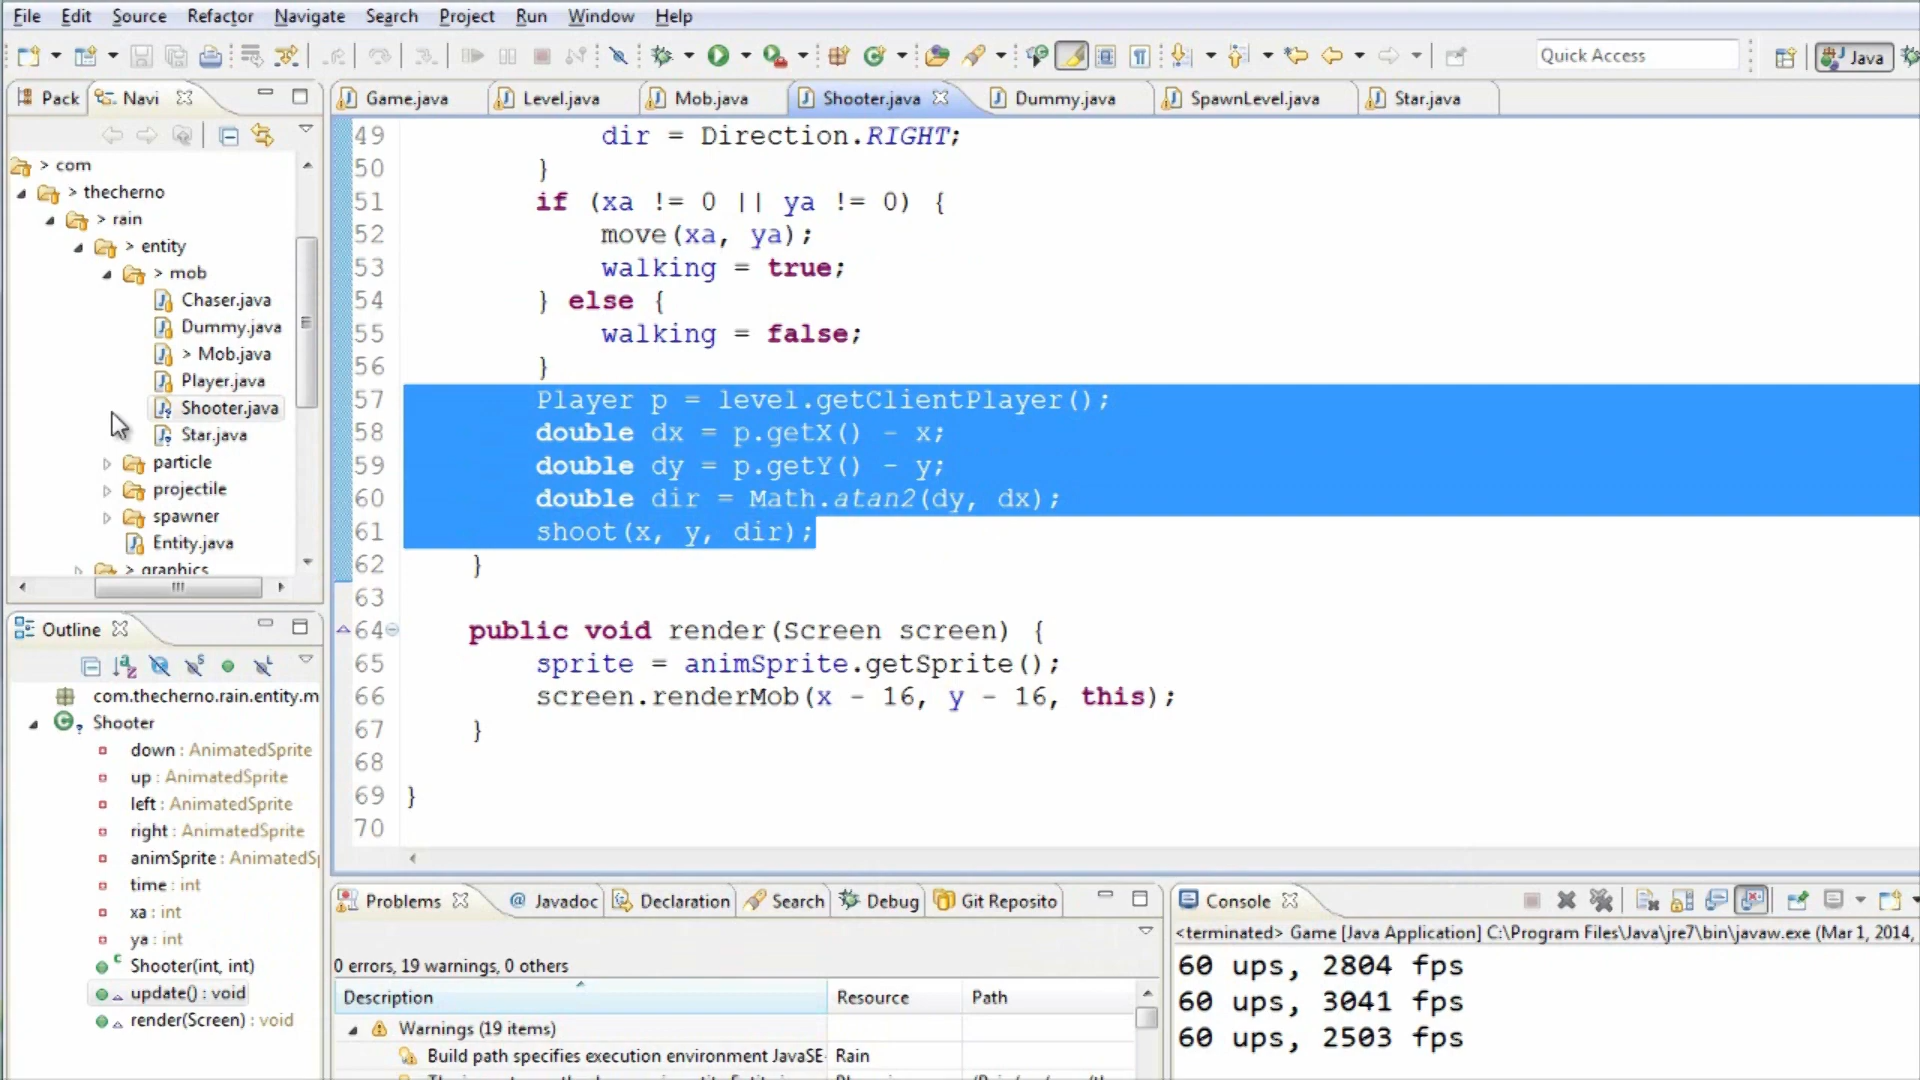 File Edit Source Refactor Navigate Search Project Run Window Help
Quick Access
Java
Pack
Navi
Game.java
Level.java
Mob.java
Shooter.java
Dummy.java
SpawnLevel.java
Star.java
> com
> thecherno
> rain
> entity
> mob
Chaser.java
Dummy.java
> Mob.java
Player.java
Shooter.java
Star.java
particle
projectile
spawner
Entity.java
> graphics
49 dir = Direction.RIGHT;
50 }
51 if (xa != 0 || ya != 0) {
52 move(xa, ya);
53 walking = true;
54 } else {
55 walking = false;
56 }
57 Player p = level.getClientPlayer();
58 double dx = p.getX() - x;
59 double dy = p.getY() - y;
60 double dir = Math.atan2(dy, dx);
61 shoot(x, y, dir);
62 }
63
64 public void render(Screen screen) {
65 sprite = animSprite.getSprite();
66 screen.renderMob(x - 16, y - 16, this);
67 }
68
69 }
70
Outline
com.thecherno.rain.entity.m
Shooter
down : AnimatedSprite
up : AnimatedSprite
left : AnimatedSprite
right : AnimatedSprite
animSprite : AnimatedS
time : int
xa : int
ya : int
Shooter(int, int)
update() : void
render(Screen) : void
Problems
Javadoc
Declaration
Search
Debug
Git Reposito
0 errors, 19 warnings, 0 others
Description Resource Path
Warnings (19 items)
Build path specifies execution environment JavaSE Rain
Console
<terminated> Game [Java Application] C:\Program Files\Java\jre7\bin\javaw.exe (Mar 1, 2014,
60 ups, 2804 fps
60 ups, 3041 fps
60 ups, 2503 fps